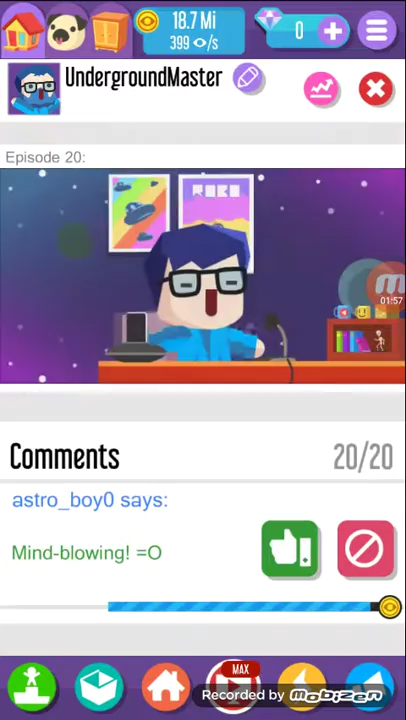 18.7 Mi
399 /s
0
UndergroundMaster
Episode 20:
ROKO
01:57
Comments
20/20
astro_boy0 says:
Mind-blowing! =O
MAX
Recorded by MOBIZEN